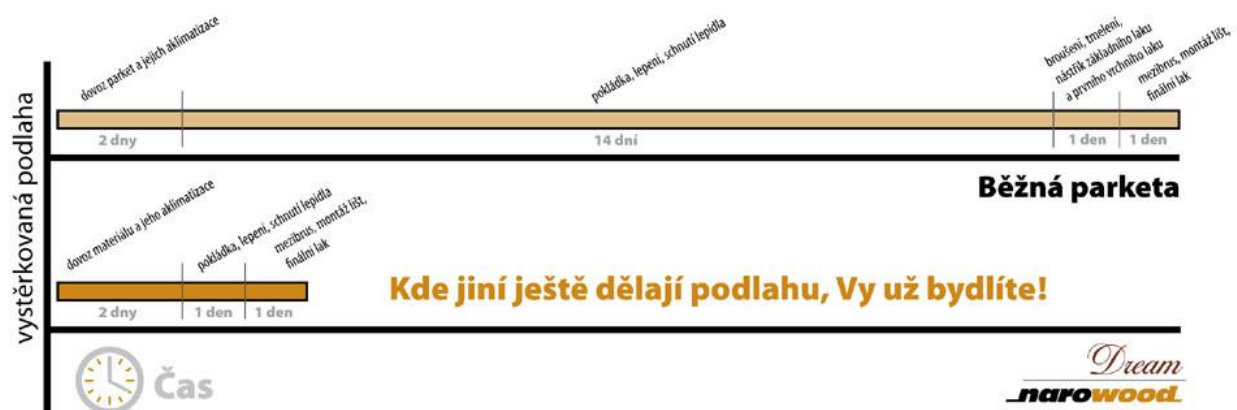 vystěrkovaná podlaha
dovoz parket a jejich aklimatizace
pokládka, lepení, schnutí lepidla
broušení, tmelení,
nástřik základního laku
a prvního vrchního laku
mezibrus, montáž lišt,
finální lak
2 dny
14 dní
1 den
1 den
Běžná parketa
dovoz materiálu a jeho aklimatizace
pokládka, lepení, schnutí lepidla
mezibrus, montáž lišt,
finální lak
2 dny
1 den
1 den
Kde jiní ještě dělají podlahu, Vy už bydlíte!
Čas
Dream
narowood